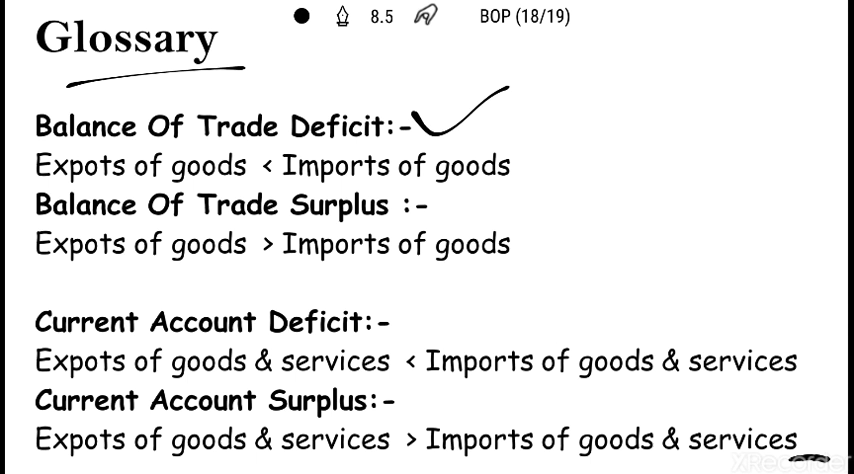 8.5 BOP (18/19)
Glossary
Balance Of Trade Deficit:-
Expots of goods < Imports of goods
Balance Of Trade Surplus :-
Expots of goods > Imports of goods
Current Account Deficit:-
Expots of goods & services < Imports of goods & services
Current Account Surplus:-
Expots of goods & services > Imports of goods & services
XRecorder